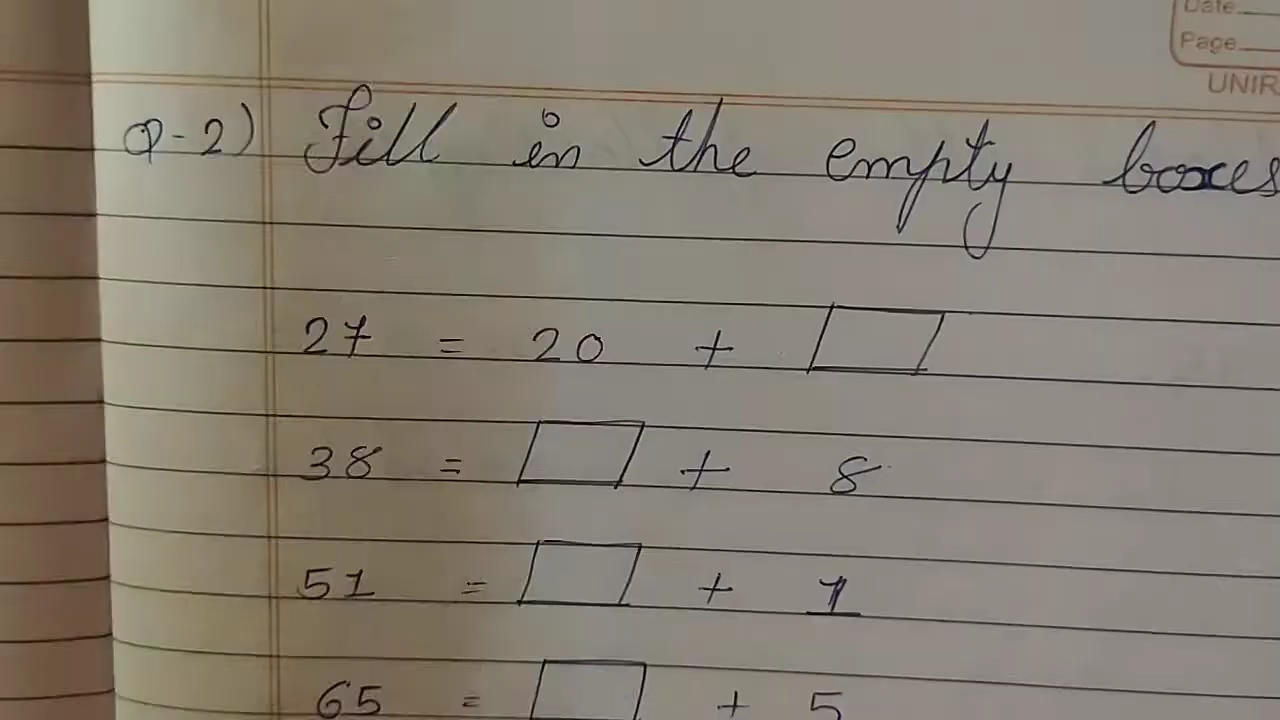 Date
Page
UNIR
Q-2) Fill in the empty boxes
27 = 20 + 
38 = + 8
51 = + 1
65 = + 5